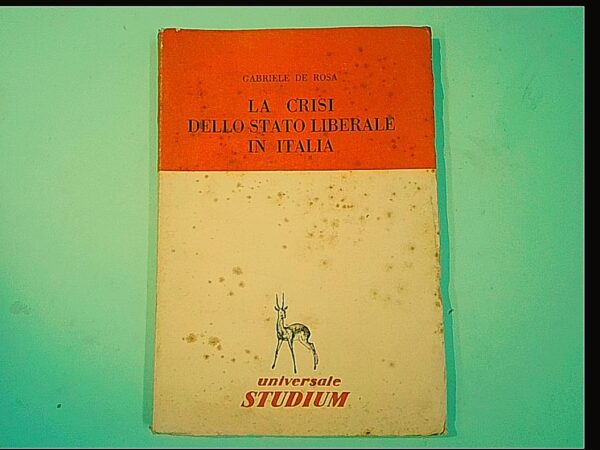 GABRIELE DE ROSA
LA CRISI
DELLO STATO LIBERALE
IN ITALIA
universale
STUDIUM